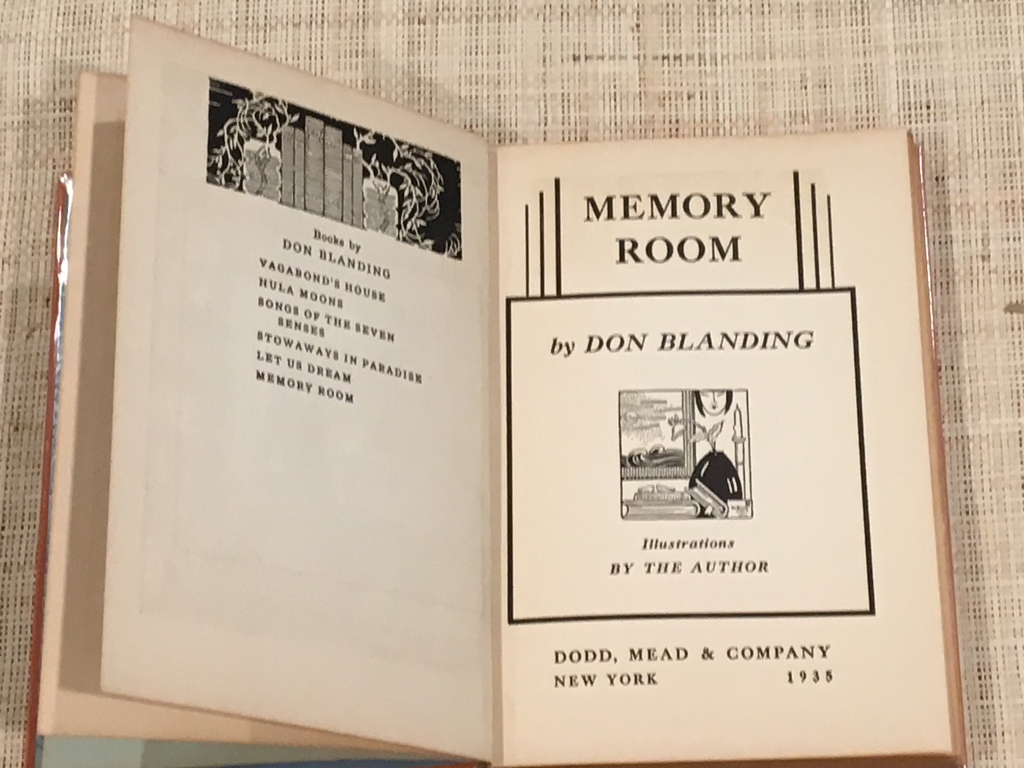 Books by
DON BLANDING
VAGABOND'S HOUSE
HULA MOONS
SONGS OF THE SEVEN
SENSES
STOWAWAYS IN PARADISE
LET US DREAM
MEMORY ROOM
MEMORY
ROOM
by DON BLANDING
Illustrations
BY THE AUTHOR
DODD, MEAD & COMPANY
NEW YORK 1935